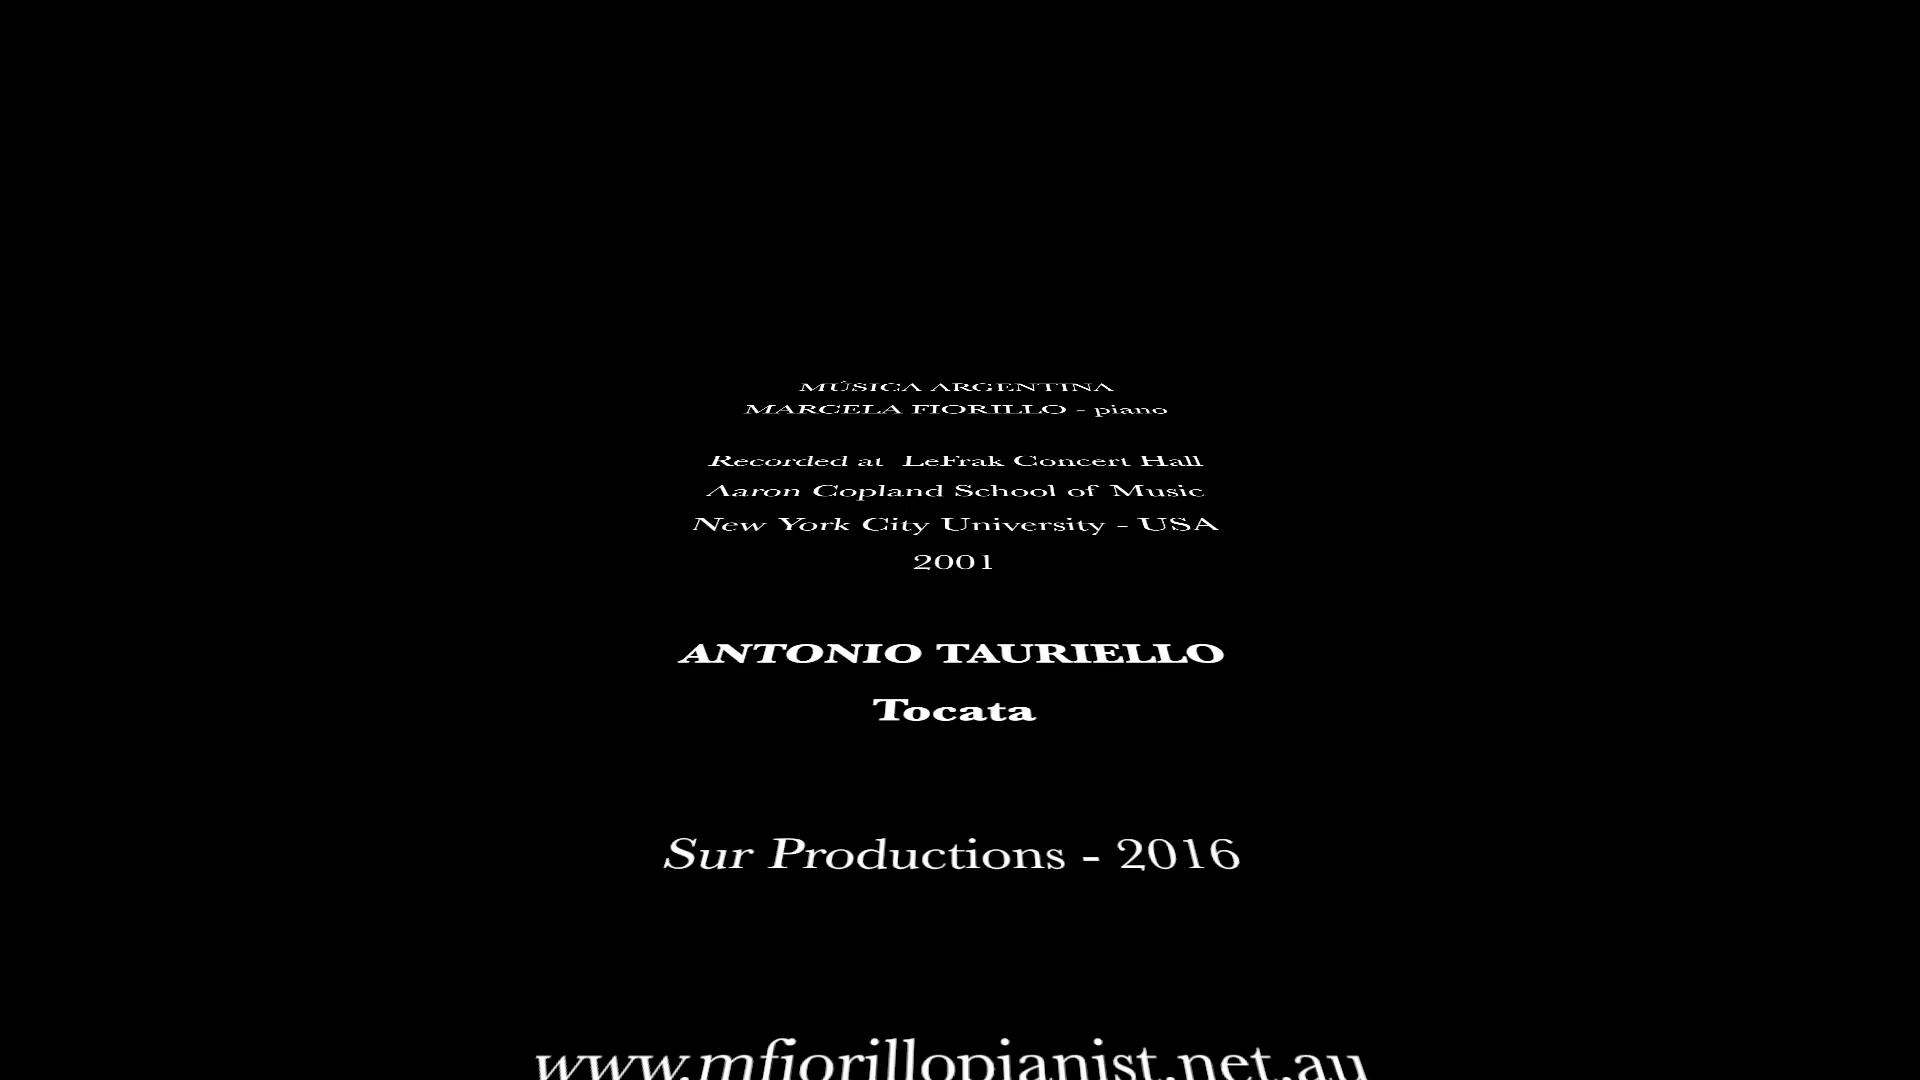 MÚSICA ARGENTINA
MARCELA FIORILLO - piano
Recorded at LeFrak Concert Hall
Aaron Copland School of Music
New York City University - USA
2001
ANTONIO TAURIELLO
Tocata
Sur Productions - 2016
www.mfiorillopianist.net.au